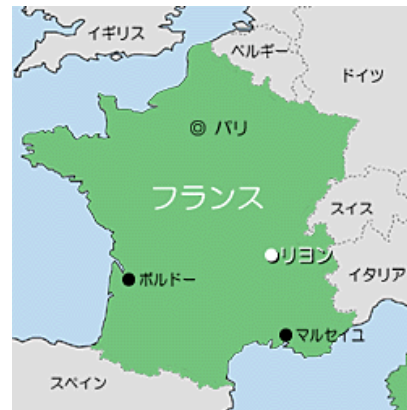 イギリス
ベルギー
ドイツ
パリ
フランス
スイス
リヨン
イタリア
ボルドー
マルセイユ
スペイン